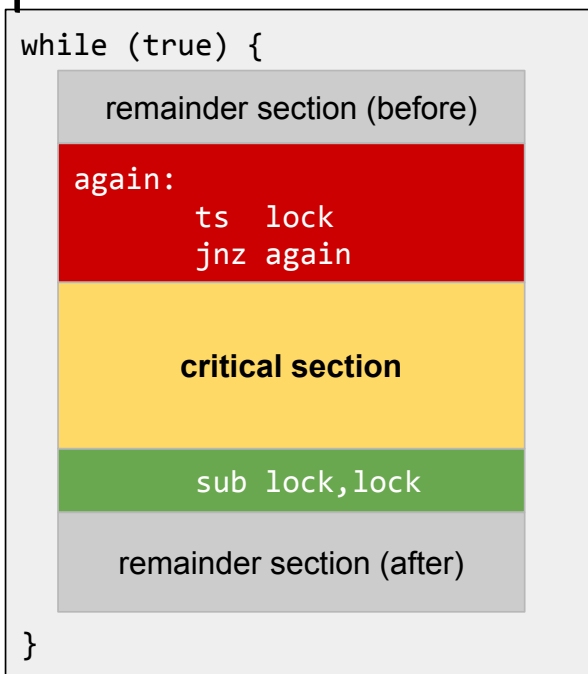 while (true) {
remainder section (before)
again:
ts lock
jnz again
critical section
sub lock,lock
remainder section (after)
}